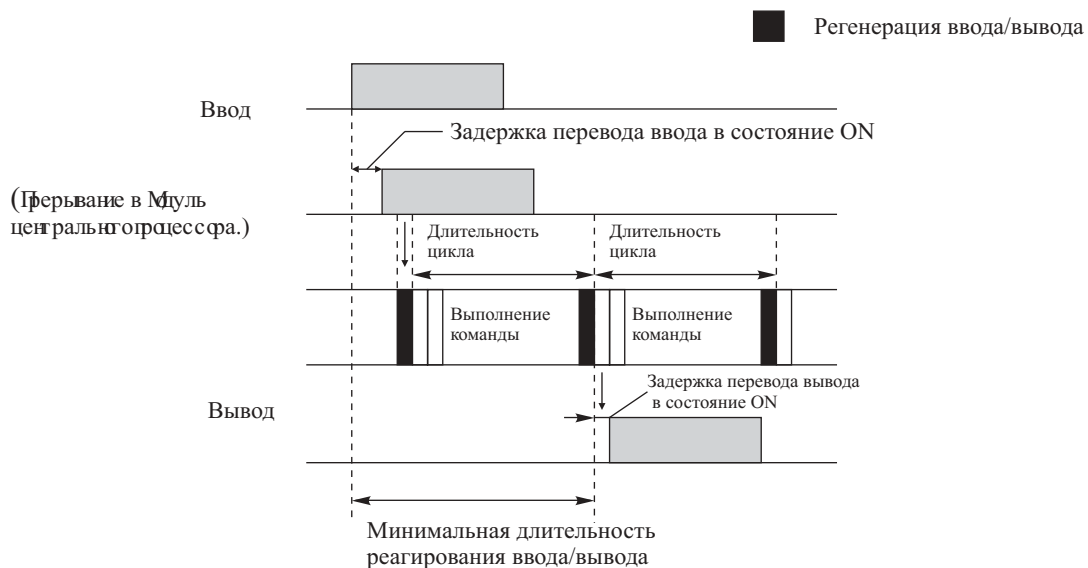 Регенерация ввода/вывода
Ввод
Задержка перевода ввода в состояние ON
(Прерывание в Модуль
центрального процессора.)
Длительность
цикла
Длительность
цикла
Выполнение
команды
Выполнение
команды
Задержка перевода вывода
в состояние ON
Вывод
Минимальная длительность
реагирования ввода/вывода